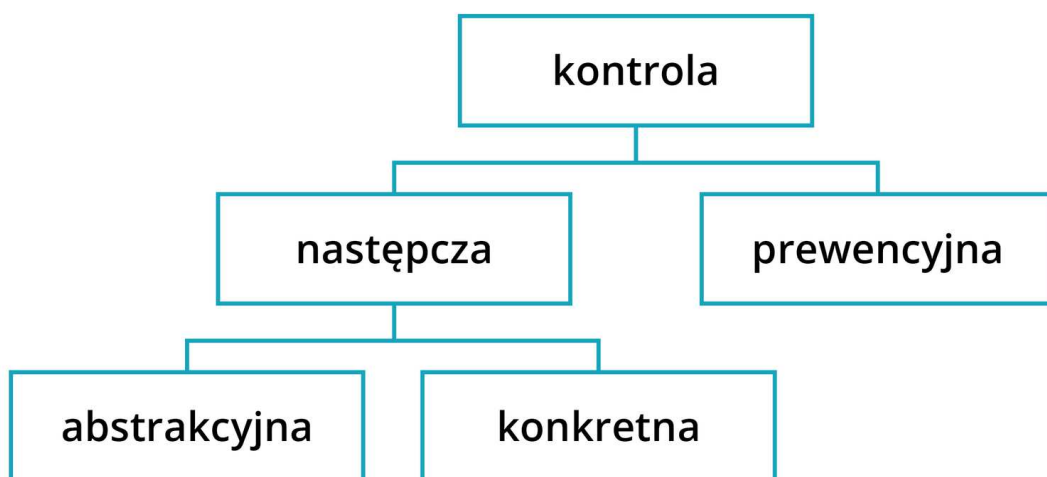 kontrola
następcza
prewencyjna
abstrakcyjna
konkretna